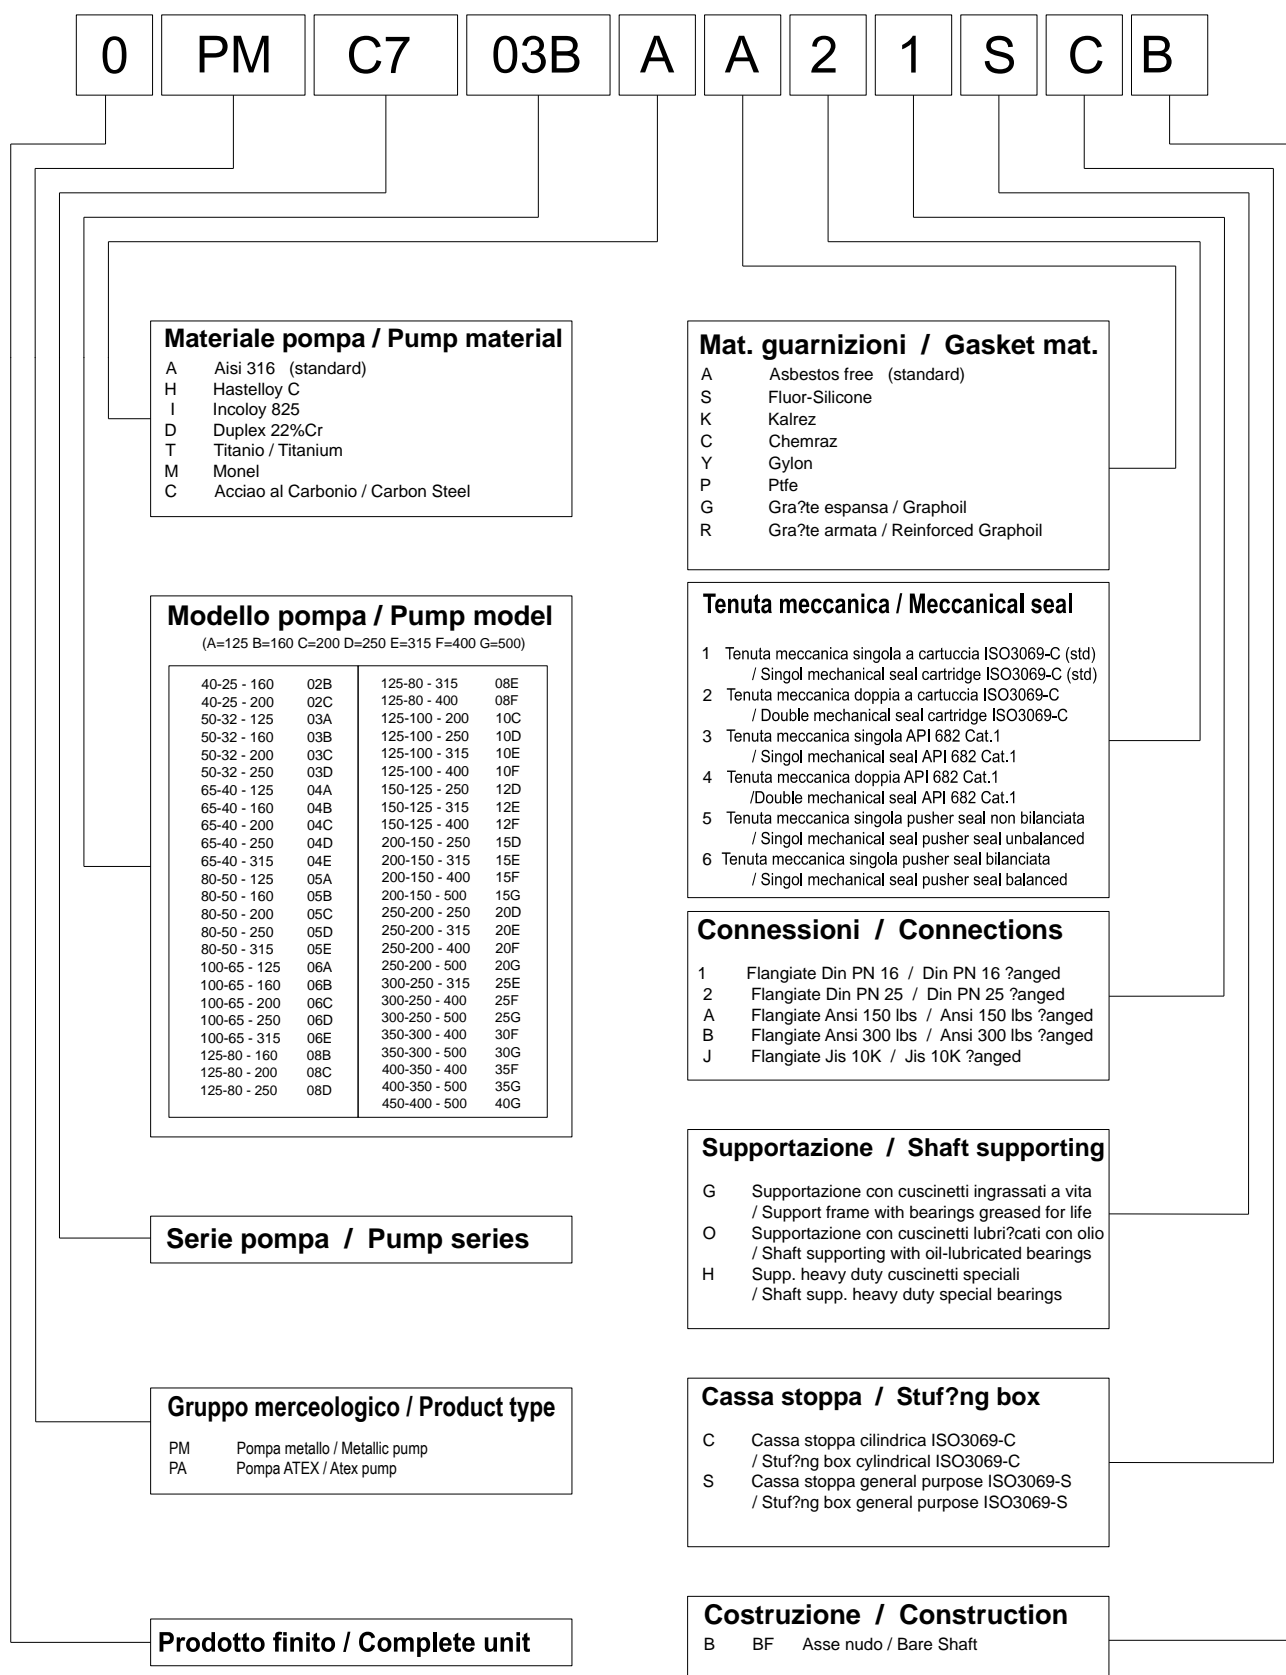 0 PM C7 03B A A 2 1 S C B
Materiale pompa / Pump material
A Aisi 316 (standard)
H Hastelloy C
I Incoloy 825
D Duplex 22%Cr
T Titanio / Titanium
M Monel
C Acciao al Carbonio / Carbon Steel
Modello pompa / Pump model
(A=125 B=160 C=200 D=250 E=315 F=400 G=500)
40-25 - 160 02B
40-25 - 200 02C
50-32 - 125 03A
50-32 - 160 03B
50-32 - 200 03C
50-32 - 250 03D
65-40 - 125 04A
65-40 - 160 04B
65-40 - 200 04C
65-40 - 250 04D
65-40 - 315 04E
80-50 - 125 05A
80-50 - 160 05B
80-50 - 200 05C
80-50 - 250 05D
80-50 - 315 05E
100-65 - 125 06A
100-65 - 160 06B
100-65 - 200 06C
100-65 - 250 06D
100-65 - 315 06E
125-80 - 160 08B
125-80 - 200 08C
125-80 - 250 08D
125-80 - 315 08E
125-80 - 400 08F
125-100 - 200 10C
125-100 - 250 10D
125-100 - 315 10E
125-100 - 400 10F
150-125 - 250 12D
150-125 - 315 12E
150-125 - 400 12F
200-150 - 250 15D
200-150 - 315 15E
200-150 - 400 15F
200-150 - 500 15G
250-200 - 250 20D
250-200 - 315 20E
250-200 - 400 20F
250-200 - 500 20G
300-250 - 315 25E
300-250 - 400 25F
300-250 - 500 25G
350-300 - 400 30F
350-300 - 500 30G
400-350 - 400 35F
400-350 - 500 35G
450-400 - 500 40G
Serie pompa / Pump series
Gruppo merceologico / Product type
PM Pompa metallo / Metallic pump
PA Pompa ATEX / Atex pump
Prodotto finito / Complete unit
Mat. guarnizioni / Gasket mat.
A Asbestos free (standard)
S Fluor-Silicone
K Kalrez
C Chemraz
Y Gylon
P Ptfe
G Gra?te espansa / Graphoil
R Gra?te armata / Reinforced Graphoil
Tenuta meccanica / Meccanical seal
1 Tenuta meccanica singola a cartuccia ISO3069-C (std)
/ Singol mechanical seal cartridge ISO3069-C (std)
2 Tenuta meccanica doppia a cartuccia ISO3069-C
/ Double mechanical seal cartridge ISO3069-C
3 Tenuta meccanica singola API 682 Cat.1
/ Singol mechanical seal API 682 Cat.1
4 Tenuta meccanica doppia API 682 Cat.1
/Double mechanical seal API 682 Cat.1
5 Tenuta meccanica singola pusher seal non bilanciata
/ Singol mechanical seal pusher seal unbalanced
6 Tenuta meccanica singola pusher seal bilanciata
/ Singol mechanical seal pusher seal balanced
Connessioni / Connections
1 Flangiate Din PN 16 / Din PN 16 ?anged
2 Flangiate Din PN 25 / Din PN 25 ?anged
A Flangiate Ansi 150 lbs / Ansi 150 lbs ?anged
B Flangiate Ansi 300 lbs / Ansi 300 lbs ?anged
J Flangiate Jis 10K / Jis 10K ?anged
Supportazione / Shaft supporting
G Supportazione con cuscinetti ingrassati a vita
/ Support frame with bearings greased for life
O Supportazione con cuscinetti lubri?cati con olio
/ Shaft supporting with oil-lubricated bearings
H Supp. heavy duty cuscinetti speciali
/ Shaft supp. heavy duty special bearings
Cassa stoppa / Stuf?ng box
C Cassa stoppa cilindrica ISO3069-C
/ Stuf?ng box cylindrical ISO3069-C
S Cassa stoppa general purpose ISO3069-S
/ Stuf?ng box general purpose ISO3069-S
Costruzione / Construction
B BF Asse nudo / Bare Shaft